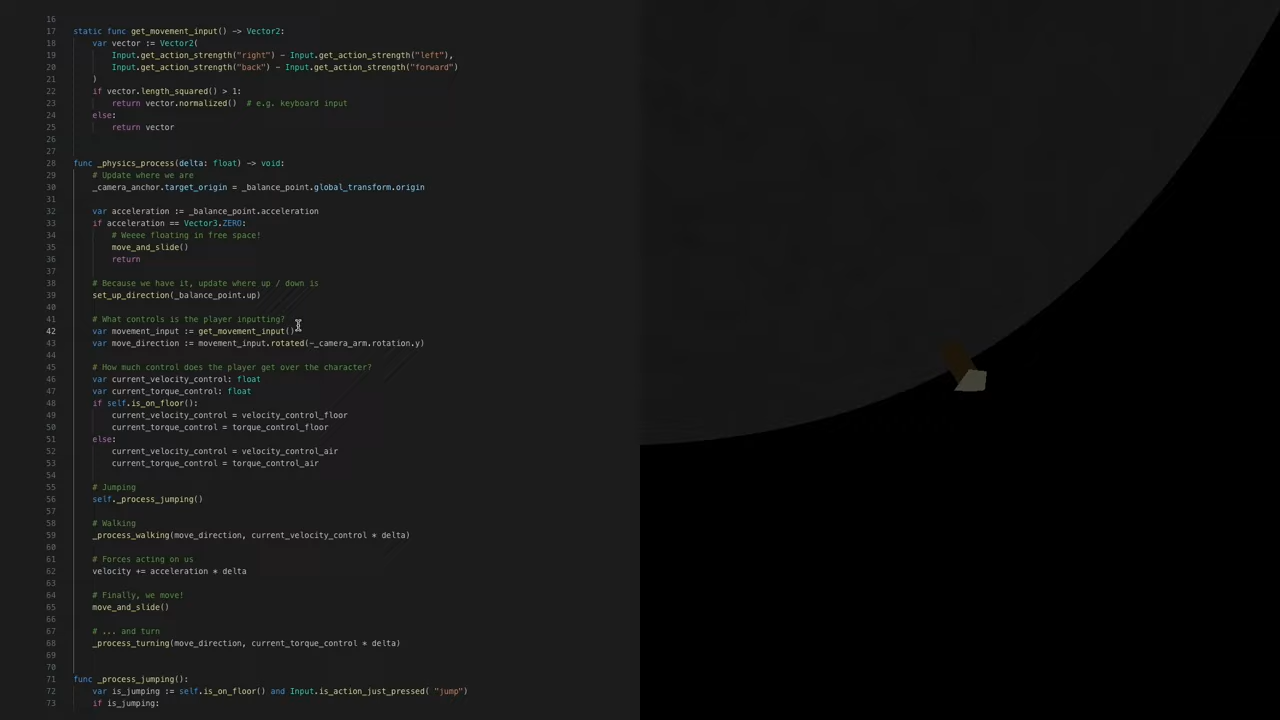 16
17 static func get_movement_input() -> Vector2:
18 var vector := Vector2(
19 Input.get_action_strength("right") - Input.get_action_strength("left"),
20 Input.get_action_strength("back") - Input.get_action_strength("forward")
21 )
22 if vector.length_squared() > 1:
23 return vector.normalized()  # e.g. keyboard input
24 else:
25 return vector
26
27
28 func _physics_process(delta: float) -> void:
29 # Update where we are
30 _camera_anchor.target_origin = _balance_point.global_transform.origin
31
32 var acceleration := _balance_point.acceleration
33 if acceleration == Vector3.ZERO:
34 # Weeee floating in free space!
35 move_and_slide()
36 return
37
38 # Because we have it, update where up / down is
39 set_up_direction(_balance_point.up)
40
41 # What controls is the player inputting?
42 var movement_input := get_movement_input()
43 var move_direction := movement_input.rotated(-_camera_arm.rotation.y)
44
45 # How much control does the player get over the character?
46 var current_velocity_control: float
47 var current_torque_control: float
48 if self.is_on_floor():
49 current_velocity_control = velocity_control_floor
50 current_torque_control = torque_control_floor
51 else:
52 current_velocity_control = velocity_control_air
53 current_torque_control = torque_control_air
54
55 # Jumping
56 self._process_jumping()
57
58 # Walking
59 _process_walking(move_direction, current_velocity_control * delta)
60
61 # Forces acting on us
62 velocity += acceleration * delta
63
64 # Finally, we move!
65 move_and_slide()
66
67 # ... and turn
68 _process_turning(move_direction, current_torque_control * delta)
69
70
71 func _process_jumping():
72 var is_jumping := self.is_on_floor() and Input.is_action_just_pressed( "jump")
73 if is_jumping: